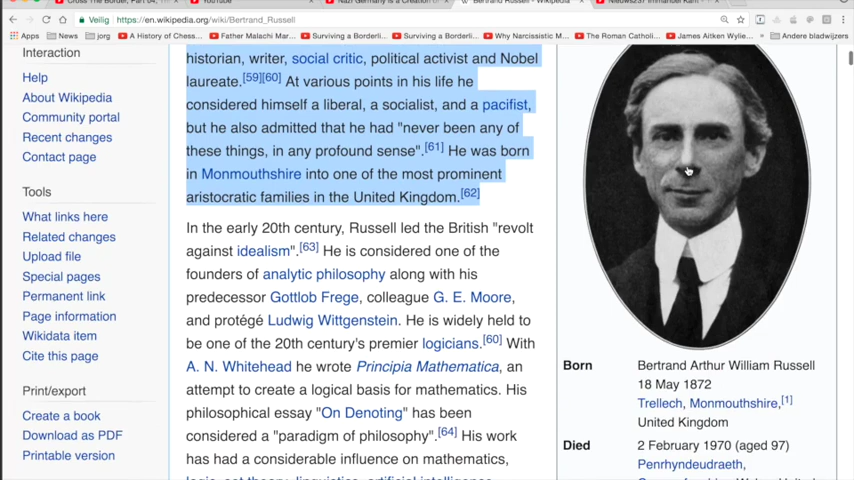 Cross The Border, Part 04,
YouTube
Nazi Germany is a Creation o
Bertrand Russell - Wikipedia
Nieuws237 Immanuel Kant -
Veilig https://en.wikipedia.org/wiki/Bertrand_Russell
Apps News jorg A History of Chess... Father Malachi Mar... Surviving a Borderli... Surviving a Borderli... Why Narcissistic M... The Roman Catholi... James Aitken Wylie... Andere bladwijzers
Interaction
Help
About Wikipedia
Community portal
Recent changes
Contact page
Tools
What links here
Related changes
Upload file
Special pages
Permanent link
Page information
Wikidata item
Cite this page
Print/export
Create a book
Download as PDF
Printable version
historian, writer, social critic, political activist and Nobel
laureate.[59][60] At various points in his life he
considered himself a liberal, a socialist, and a pacifist,
but he also admitted that he had "never been any of
these things, in any profound sense".[61] He was born
in Monmouthshire into one of the most prominent
aristocratic families in the United Kingdom.[62]
In the early 20th century, Russell led the British "revolt
against idealism".[63] He is considered one of the
founders of analytic philosophy along with his
predecessor Gottlob Frege, colleague G. E. Moore,
and protégé Ludwig Wittgenstein. He is widely held to
be one of the 20th century's premier logicians.[60] With
A. N. Whitehead he wrote Principia Mathematica, an
attempt to create a logical basis for mathematics. His
philosophical essay "On Denoting" has been
considered a "paradigm of philosophy".[64] His work
has had a considerable influence on mathematics,
logic, set theory, linguistics, artificial intelligence,
Born Bertrand Arthur William Russell
18 May 1872
Trellech, Monmouthshire,[1]
United Kingdom
Died 2 February 1970 (aged 97)
Penrhyndeudraeth,